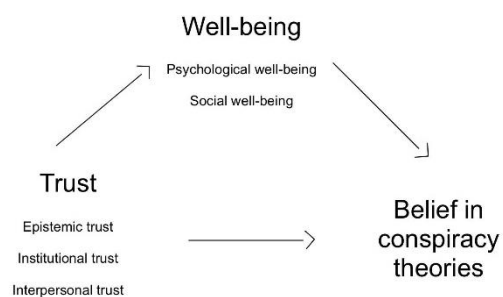 Well-being
Psychological well-being
Social well-being
Trust
Epistemic trust
Institutional trust
Interpersonal trust
Belief in
conspiracy
theories